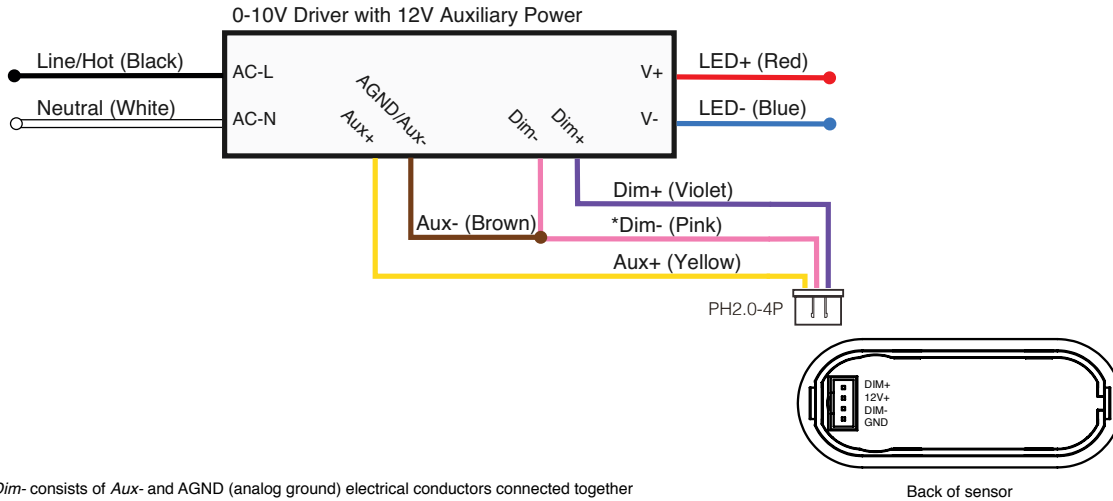 0-10V Driver with 12V Auxiliary Power
Line/Hot (Black)
AC-L
V+
LED+ (Red)
Neutral (White)
AC-N
V-
LED- (Blue)
Aux+
AGND/Aux-
Dim-
Dim+
Dim+ (Violet)
Aux- (Brown)
*Dim- (Pink)
Aux+ (Yellow)
PH2.0-4P
DIM+
12V+
DIM-
GND
Dim- consists of Aux- and AGND (analog ground) electrical conductors connected together
Back of sensor